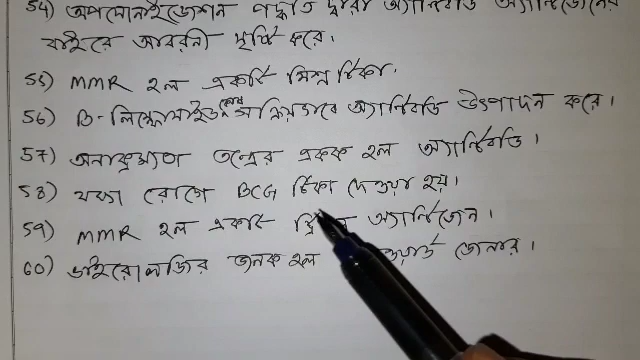 54) অপসোনাইজেশন পদ্ধতি দ্বারা অ্যান্টিবডি অ্যান্টিজেনের
বাইরে আবরনী সৃষ্টি করে।
55) MMR হল একটি মিশ্র টিকা।
56) B-লিম্ফোসাইট কোষ সক্রিয়ভাবে অ্যান্টিবডি উৎপাদন করে।
57) অনাক্রম্যতা তন্ত্রের একক হল অ্যান্টিবডি।
58) যক্ষা রোগে BCG টিকা দেওয়া হয়।
59) MMR হল একটি অ্যান্টিজেন।
60) ভাইরোলজির জনক হল জেনার।